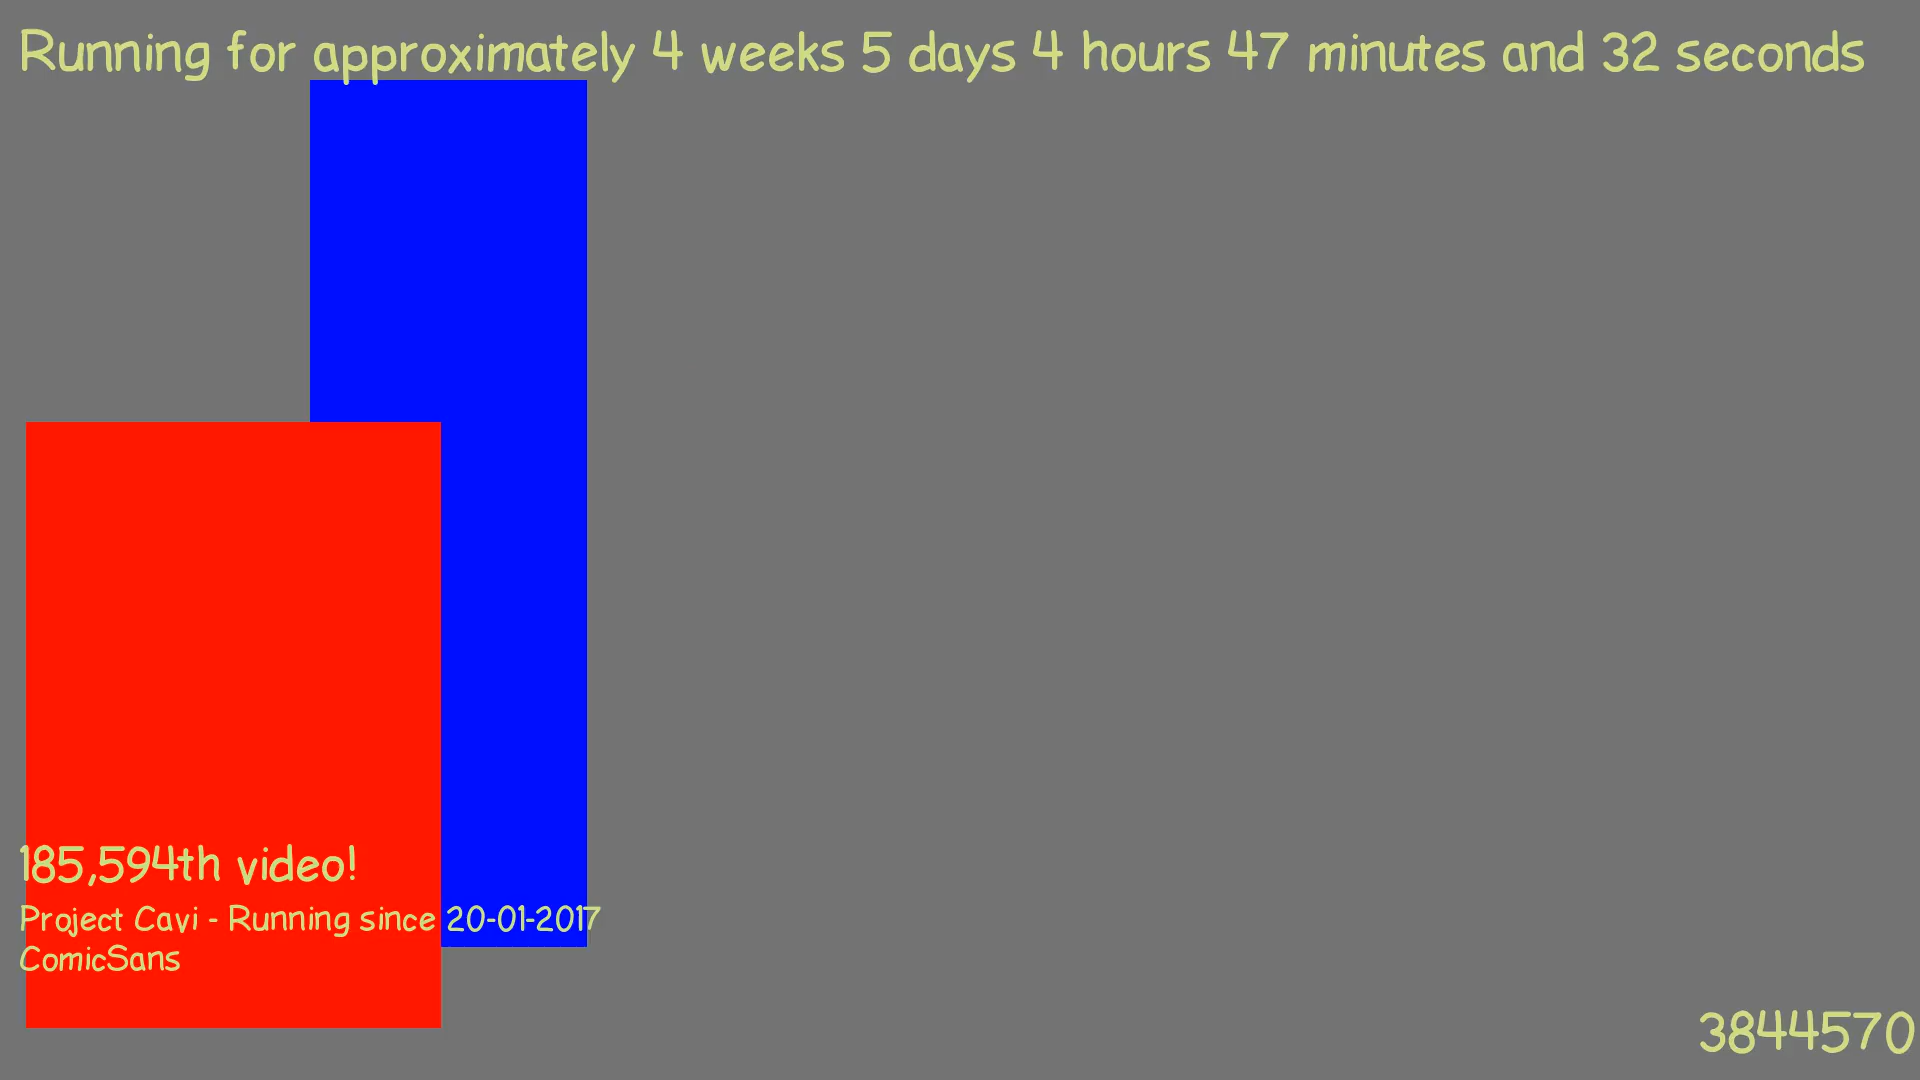 Running for approximately 4 weeks 5 days 4 hours 47 minutes and 32 seconds
185,594th video!
Project Cavi - Running since 20-01-2017
ComicSans
3844570